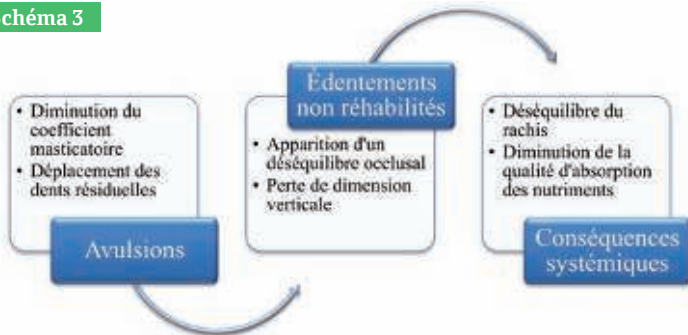 Schéma 3
• Diminution du
coefficient
masticatoire
• Déplacement des
dents résiduelles
Avulsions
Édentements
non réhabilités
• Apparition d'un
déséquilibre occlusal
• Perte de dimension
verticale
• Déséquilibre du
rachis
• Diminution de la
qualité d'absorption
des nutriments
Conséquences
systémiques